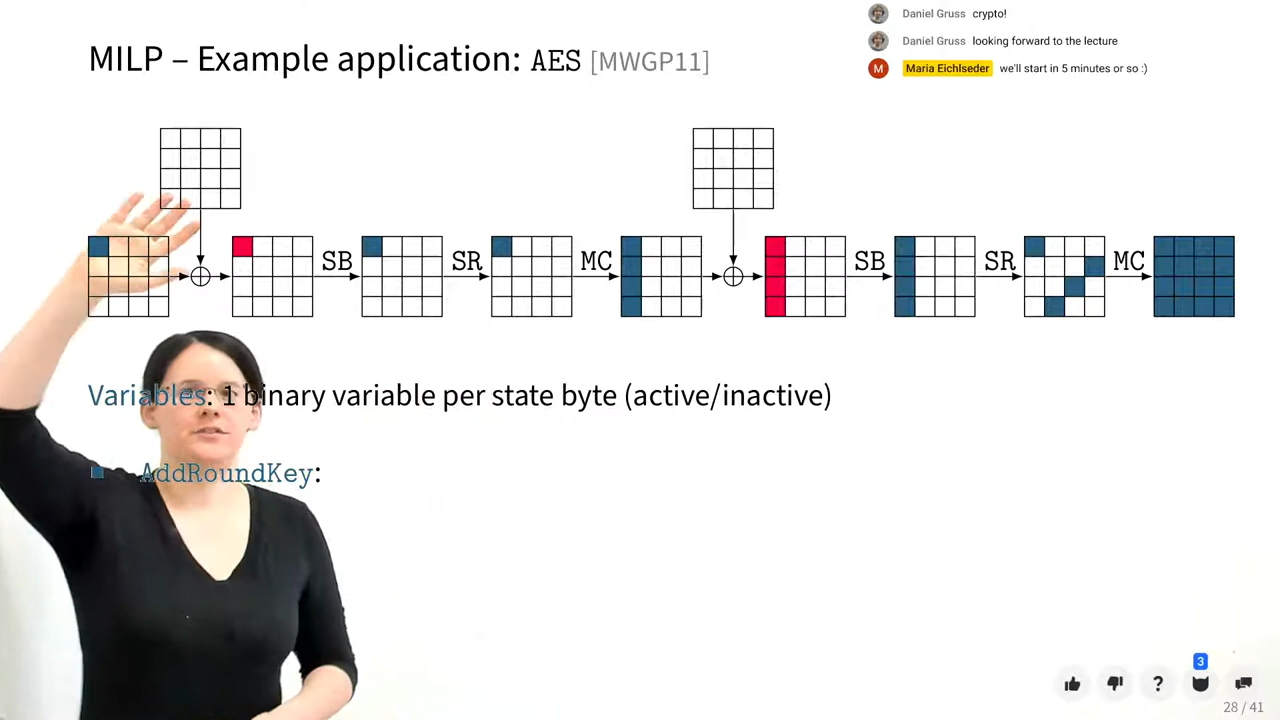 Daniel Gruss crypto!
Daniel Gruss looking forward to the lecture
M Maria Eichlseder we'll start in 5 minutes or so :)
MILP – Example application: AES [MWGP11]
SB SR MC SB SR MC
Variables: 1 binary variable per state byte (active/inactive)
AddRoundKey:
3
?
28 / 41